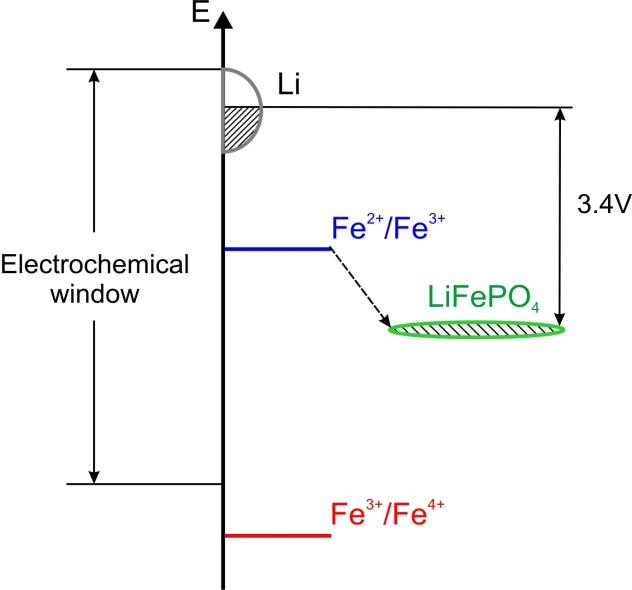 E
Li
3.4V
Fe²⁺/Fe³⁺
Electrochemical
window
LiFePO₄
Fe³⁺/Fe⁴⁺